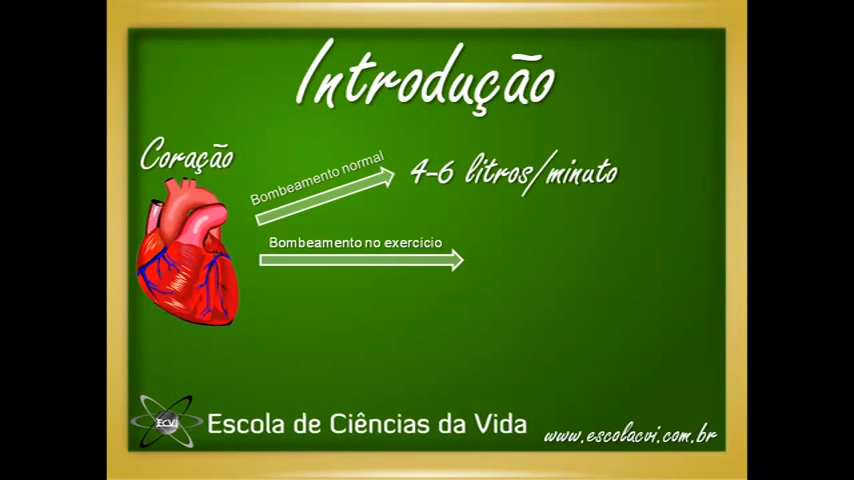 Introdução
Coração
Bombeamento normal
4-6 litros/minuto
Bombeamento no exercício
ECVI
Escola de Ciências da Vida
www.escolacvi.com.br